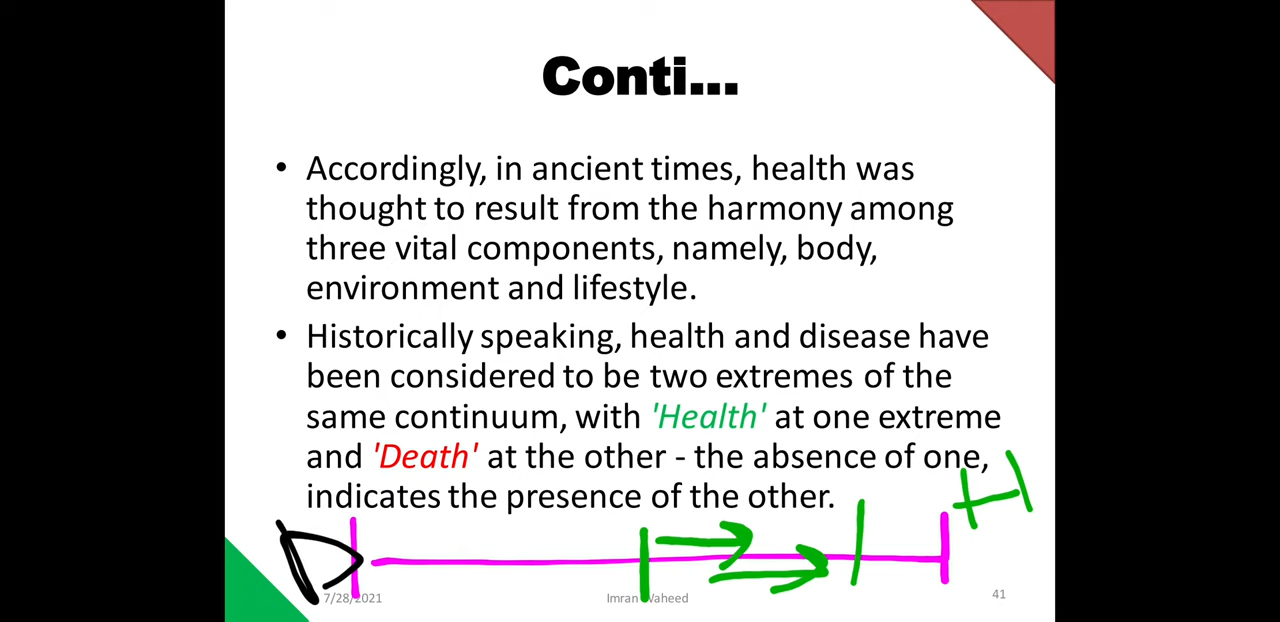 Conti...
• Accordingly, in ancient times, health was
thought to result from the harmony among
three vital components, namely, body,
environment and lifestyle.
• Historically speaking, health and disease have
been considered to be two extremes of the
same continuum, with 'Health' at one extreme
and 'Death' at the other - the absence of one,
indicates the presence of the other.
H
D
7/28/2021
Imran Waheed
41